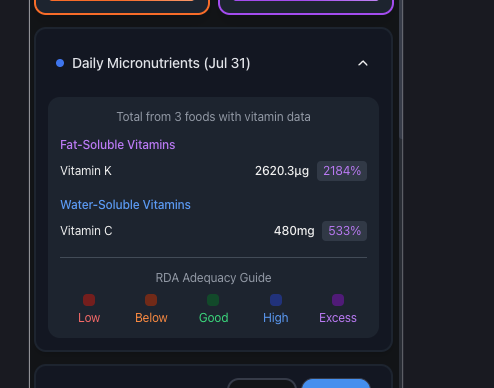 Daily Micronutrients (Jul 31)
Total from 3 foods with vitamin data
Fat-Soluble Vitamins
Vitamin K 2620.3μg 2184%
Water-Soluble Vitamins
Vitamin C 480mg 533%
RDA Adequacy Guide
Low Below Good High Excess